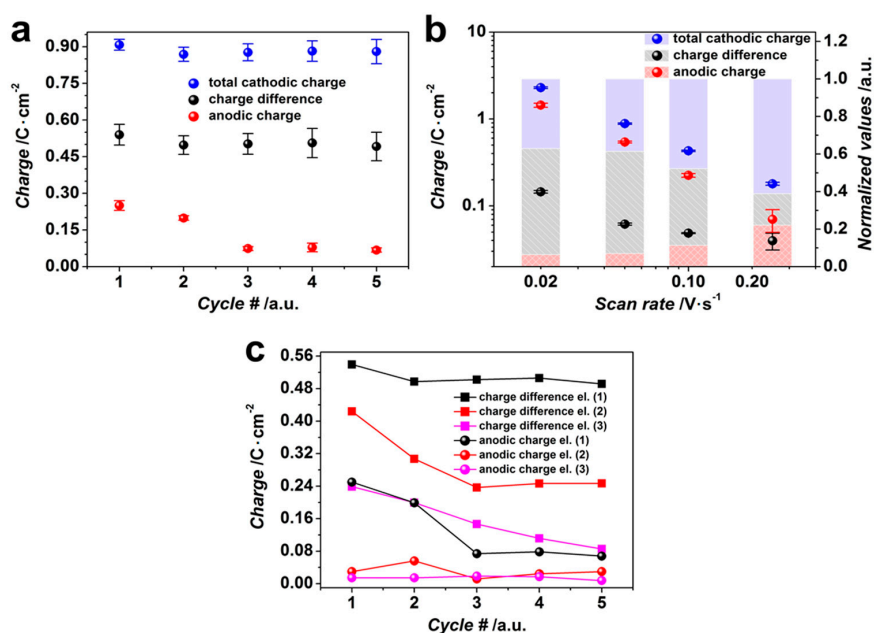 a
0.90
0.75
0.60
0.45
0.30
0.15
0.00
Charge /C·cm⁻²
total cathodic charge
charge difference
anodic charge
1 2 3 4 5
Cycle # /a.u.
b
10
1
0.1
Charge /C·cm⁻²
total cathodic charge
charge difference
anodic charge
1.2
1.0
0.8
0.6
0.4
0.2
0.0
Normalized values /a.u.
0.02 0.10 0.20
Scan rate /V·s⁻¹
c
0.56
0.48
0.40
0.32
0.24
0.16
0.08
0.00
Charge /C·cm⁻²
charge difference el. (1)
charge difference el. (2)
charge difference el. (3)
anodic charge el. (1)
anodic charge el. (2)
anodic charge el. (3)
1 2 3 4 5
Cycle # /a.u.